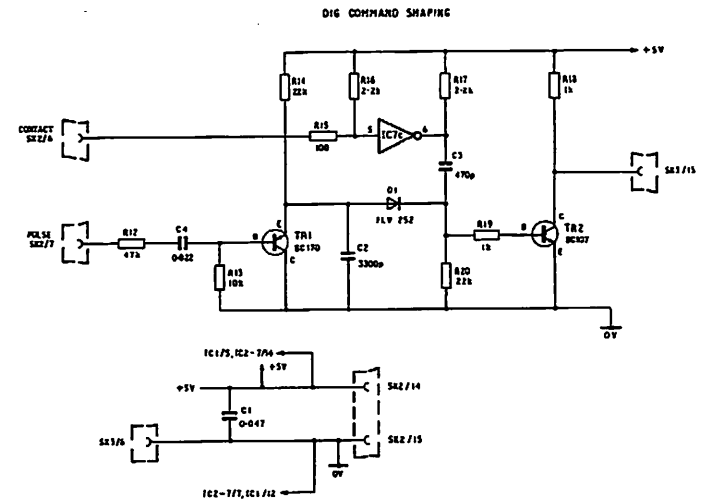 DIG COMMAND SHAPING
+5V
R14
22k
R16
2·2k
R17
2·2k
R18
1k
CONTACT
SK2/6
R15
100
5
IC7c
6
C3
470p
SK3/15
D1
FLV 252
PULSE
SK2/7
R12
47k
C4
0·022
B
E
TR1
BC170
C
R13
10k
C2
3300p
R19
1k
B
C
TR2
BC107
E
R20
22k
0V
IC1/5, IC2-7/14
+5V
+5V
SK2/14
C1
0·047
SK3/6
SK2/15
0V
IC2-7/7, IC1/12